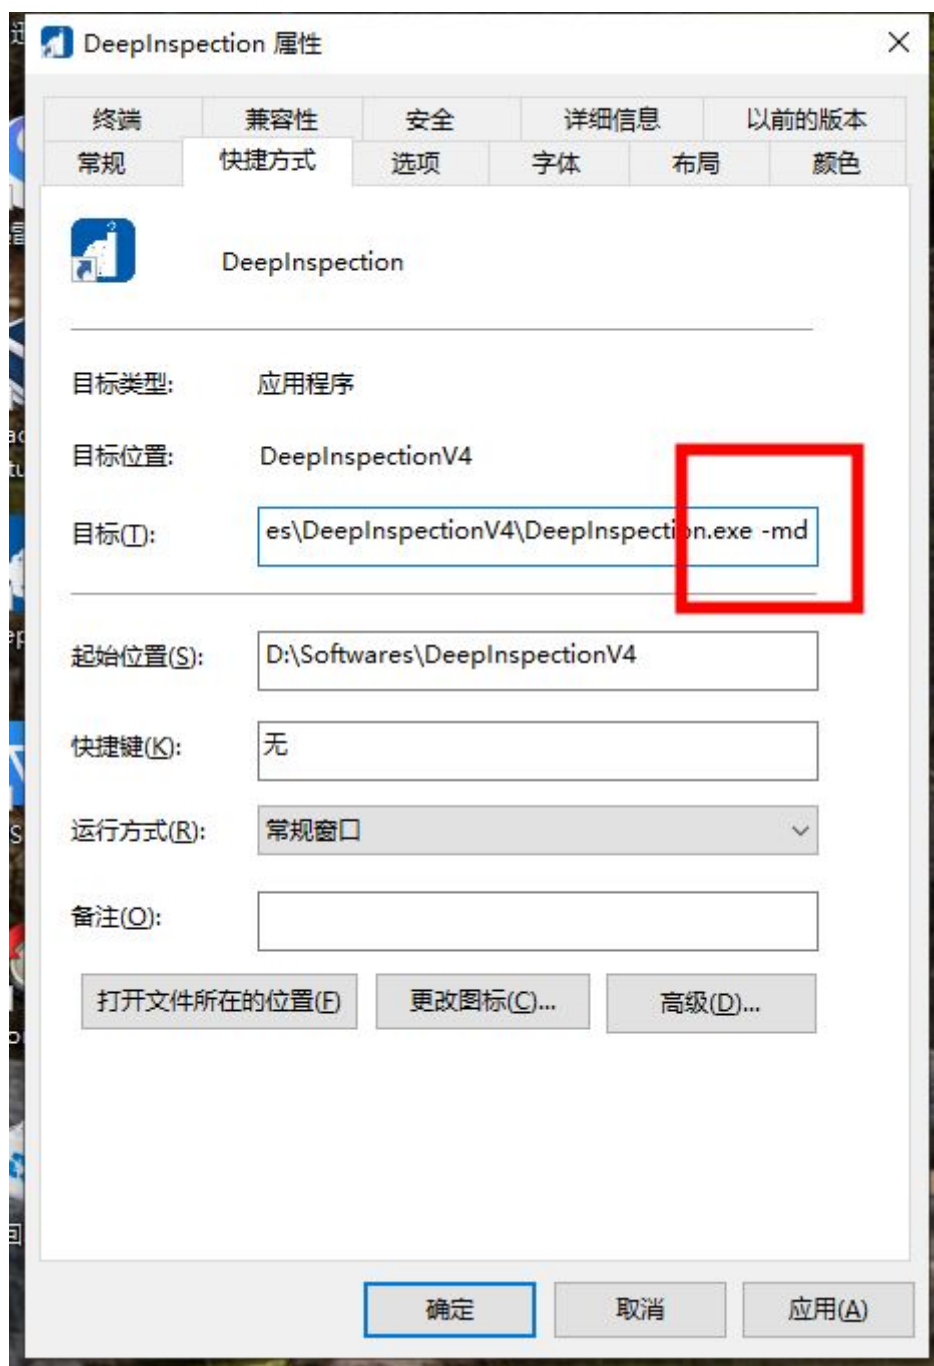 DeepInspection 属性
终端 兼容性 安全 详细信息 以前的版本
常规 快捷方式 选项 字体 布局 颜色
DeepInspection
目标类型: 应用程序
目标位置: DeepInspectionV4
目标(T): es\DeepInspectionV4\DeepInspection.exe -md
起始位置(S): D:\Softwares\DeepInspectionV4
快捷键(K): 无
运行方式(R): 常规窗口
备注(O):
打开文件所在的位置(F) 更改图标(C)... 高级(D)...
确定 取消 应用(A)